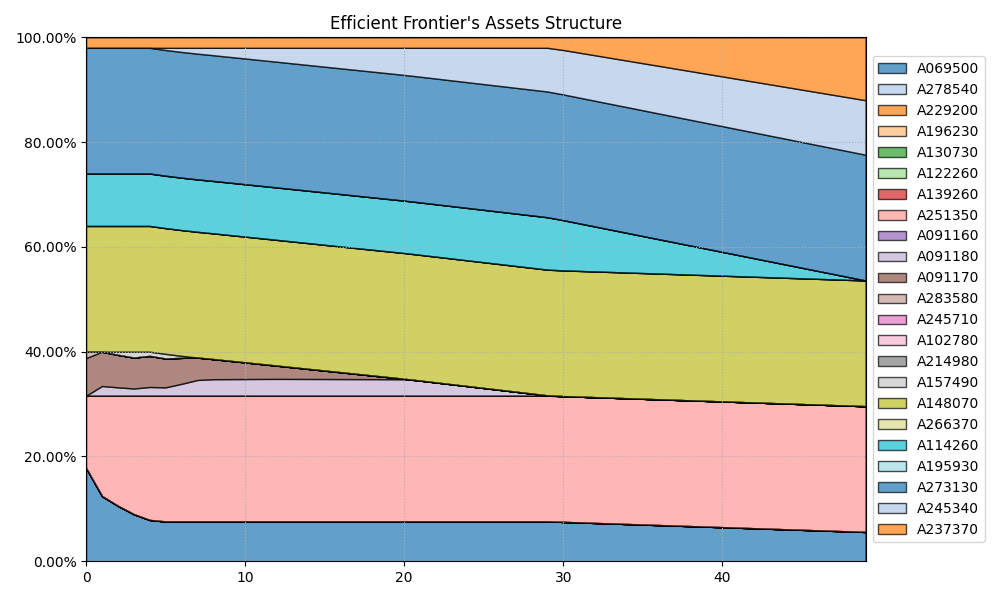 Efficient Frontier's Assets Structure
100.00%
80.00%
60.00%
40.00%
20.00%
0.00%
0
10
20
30
40
A069500
A278540
A229200
A196230
A130730
A122260
A139260
A251350
A091160
A091180
A091170
A283580
A245710
A102780
A214980
A157490
A148070
A266370
A114260
A195930
A273130
A245340
A237370